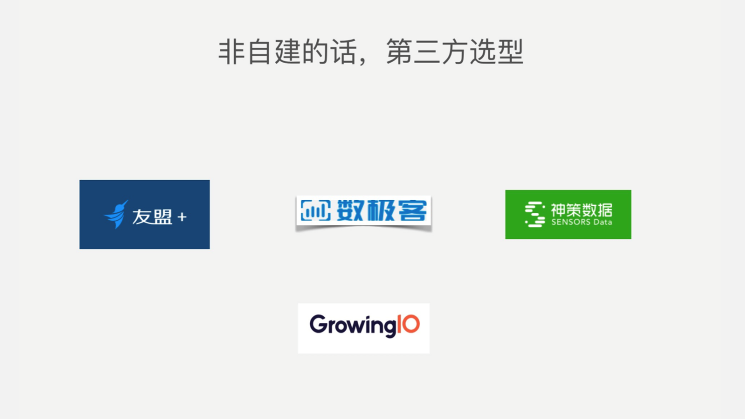 非自建的话，第三方选型
友盟+
数极客
神策数据
SENSORS Data
GrowingIO